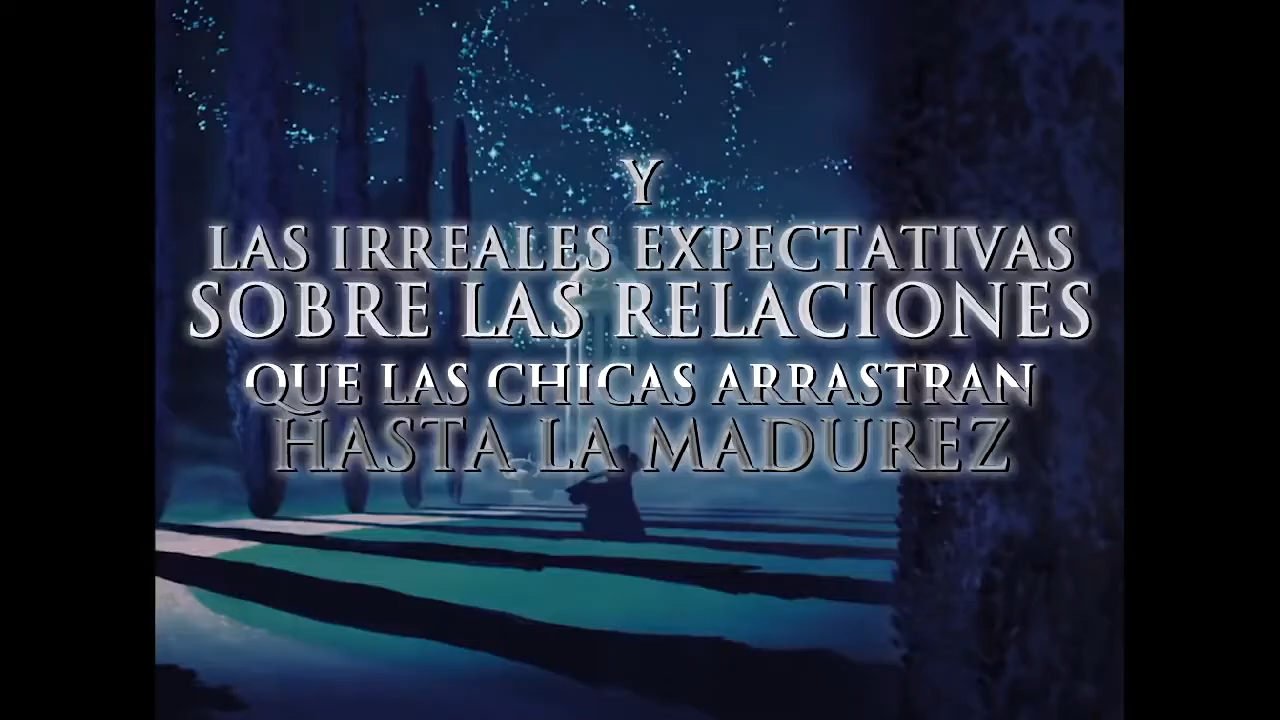 Y
LAS IRREALES EXPECTATIVAS
SOBRE LAS RELACIONES
QUE LAS CHICAS ARRASTRAN
HASTA LA MADUREZ